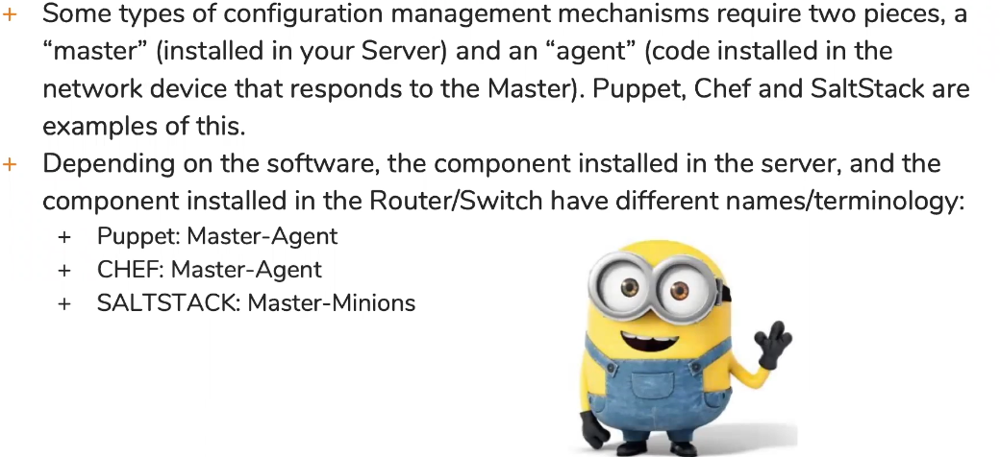 + Some types of configuration management mechanisms require two pieces, a
“master” (installed in your Server) and an “agent” (code installed in the
network device that responds to the Master). Puppet, Chef and SaltStack are
examples of this.
+ Depending on the software, the component installed in the server, and the
component installed in the Router/Switch have different names/terminology:
+ Puppet: Master-Agent
+ CHEF: Master-Agent
+ SALTSTACK: Master-Minions